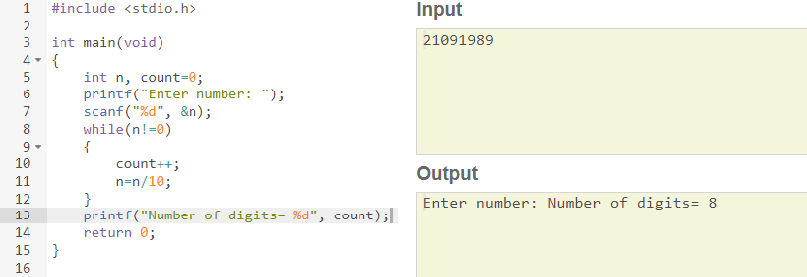 1 #include <stdio.h>
2
3 int main(void)
4 {
5 int n, count=0;
6 printf("Enter number: ");
7 scanf("%d", &n);
8 while(n!=0)
9 {
10 count++;
11 n=n/10;
12 }
13 printf("Number of digits= %d", count);
14 return 0;
15 }
16
Input
21091989
Output
Enter number: Number of digits= 8